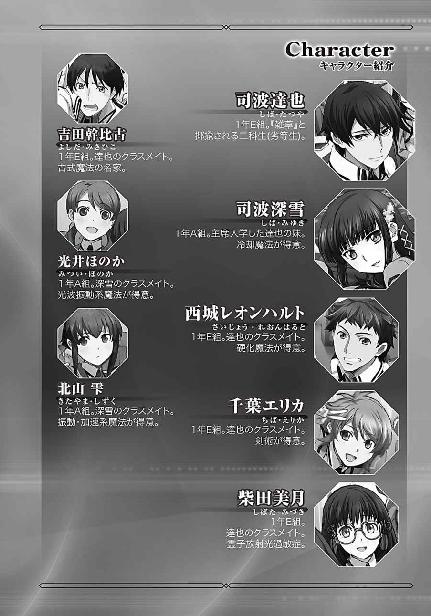 Character
キャラクター紹介
司波達也
しば・たつや
1年E組。『雑草』と
揶揄される二科生(劣等生)。
司波深雪
しば・みゆき
1年A組。主席入学した達也の妹。
冷却魔法が得意。
西城レオンハルト
さいじょう・れおんはると
1年E組。達也のクラスメイト。
硬化魔法が得意。
千葉エリカ
ちば・えりか
1年E組。達也のクラスメイト。
剣術が得意。
柴田美月
しばた・みづき
1年E組。
達也のクラスメイト。
霊子放射光過敏症。
吉田幹比古
よしだ・みきひこ
1年E組。達也のクラスメイト。
古式魔法の名家。
光井ほのか
みつい・ほのか
1年A組。深雪のクラスメイト。
光波振動系魔法が得意。
北山 雫
きたやま・しずく
1年A組。深雪のクラスメイト。
振動・加速系魔法が得意。